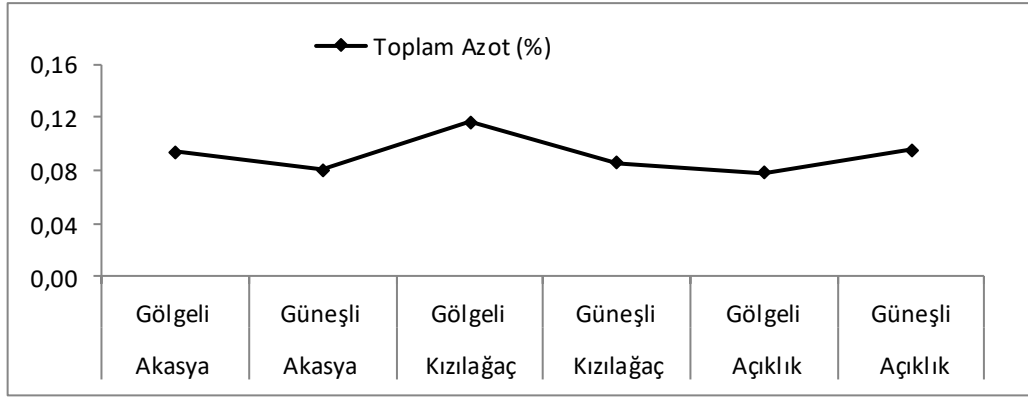 Toplam Azot (%)
0,16
0,12
0,08
0,04
0,00
Gölgeli Güneşli Gölgeli Güneşli Gölgeli Güneşli
Akasya Akasya Kızılağaç Kızılağaç Açıklık Açıklık